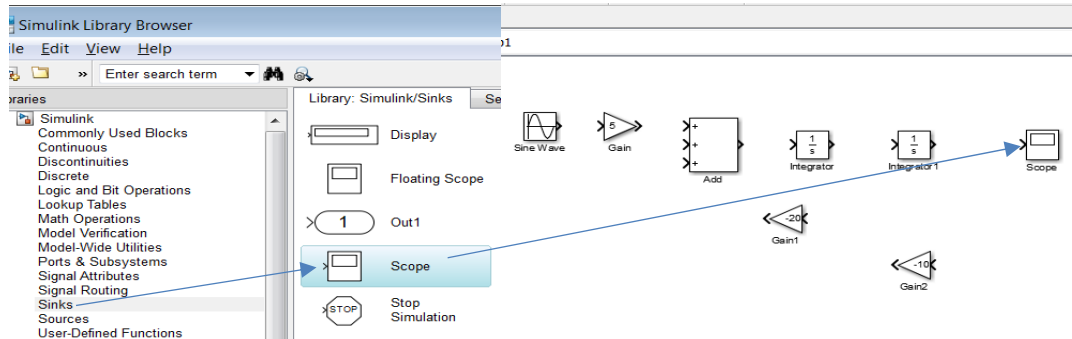 Simulink Library Browser
ile Edit View Help
» Enter search term
braries
Library: Simulink/Sinks
Se
Simulink
Commonly Used Blocks
Continuous
Discontinuities
Discrete
Logic and Bit Operations
Lookup Tables
Math Operations
Model Verification
Model-Wide Utilities
Ports & Subsystems
Signal Attributes
Signal Routing
Sinks
Sources
User-Defined Functions
Display
Floating Scope
1
Out1
Scope
STOP
Stop
Simulation
o1
Sine Wave
5
Gain
+
+
+
Add
1
s
Integrator
1
s
Integrator1
Scope
-20
Gain1
-10
Gain2